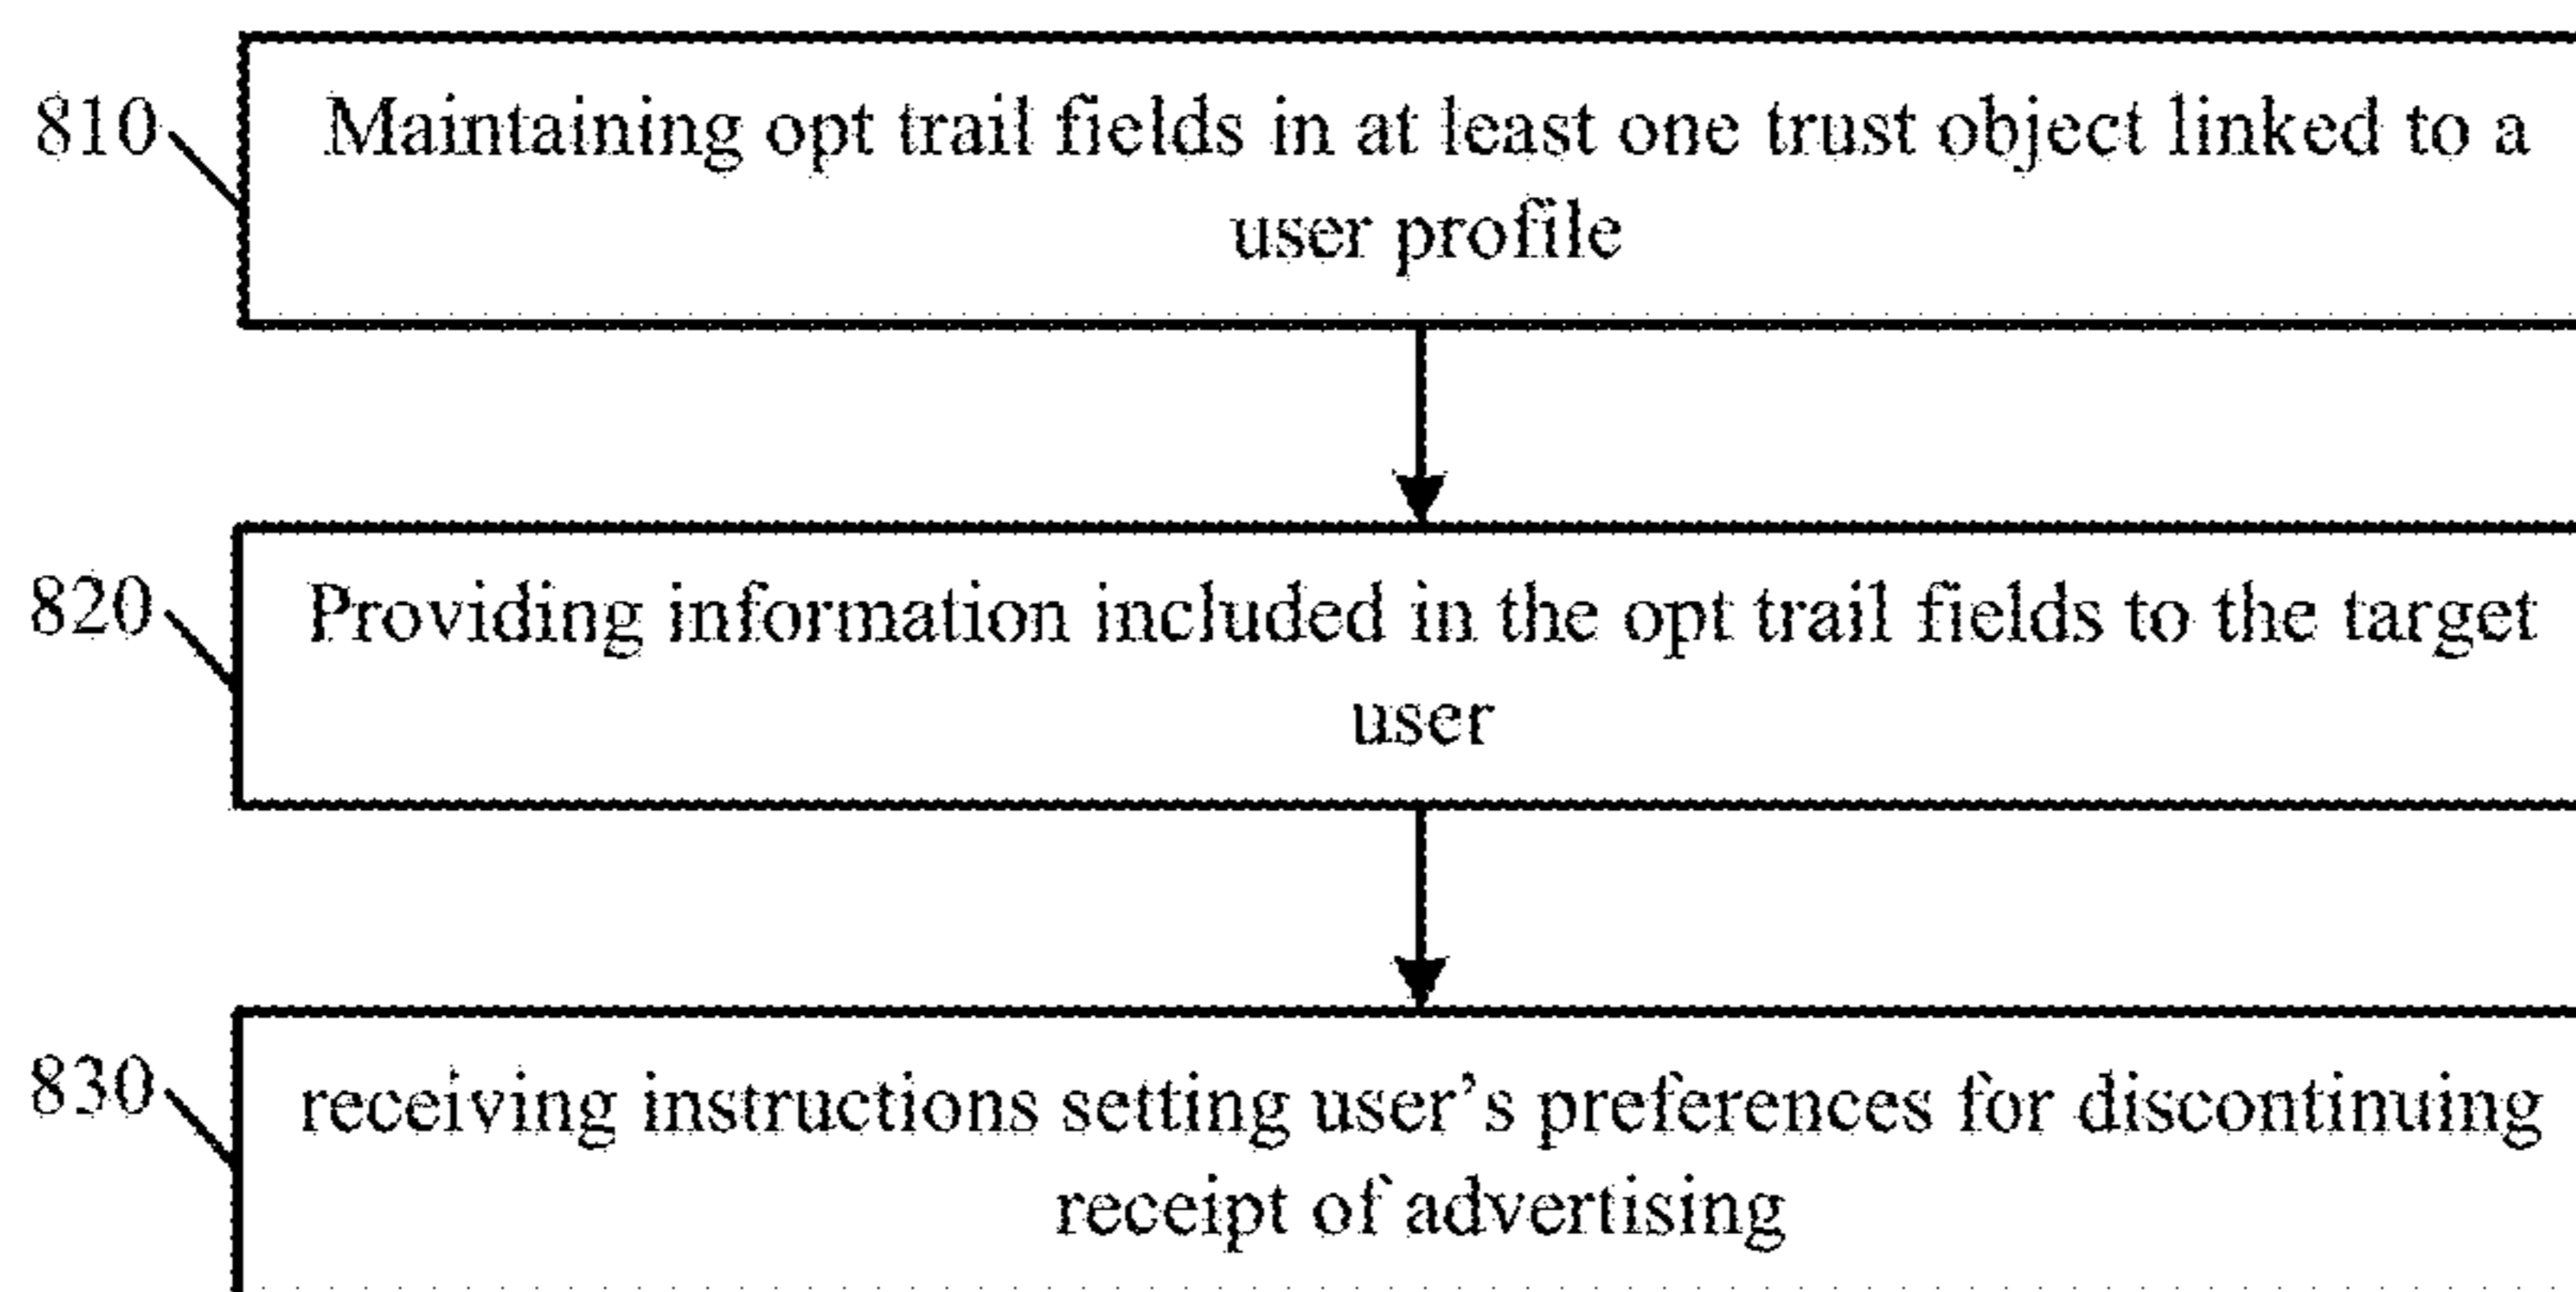 810
Maintaining opt trail fields in at least one trust object linked to a
user profile
820
Providing information included in the opt trail fields to the target
user
830
receiving instructions setting user's preferences for discontinuing
receipt of advertising